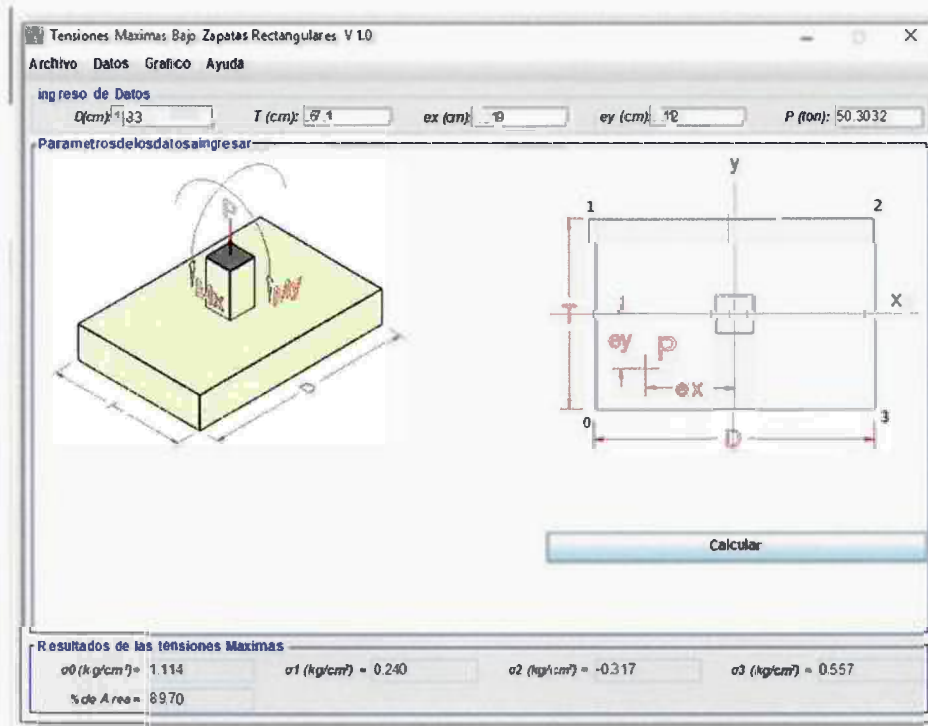 Tensiones Maximas Bajo Zapatas Rectangulares V 1.0
Archivo Datos Grafico Ayuda
ingreso de Datos
D(cm): T (cm): 67.1 ex (cm): 19 ey (cm): 12 P (ton): 50.3032
Parametrosdelosdatosaingresar
P
Mx My
T D
y
1 2
T x
ey P
ex
0 3
D
Calcular
Resultados de las tensiones Maximas
σ0 (kg/cm²)= 1.114 σ1 (kg/cm²) = 0.240 σ2 (kg/cm²) = -0.317 σ3 (kg/cm²) = 0.557
% de Area = 89.70